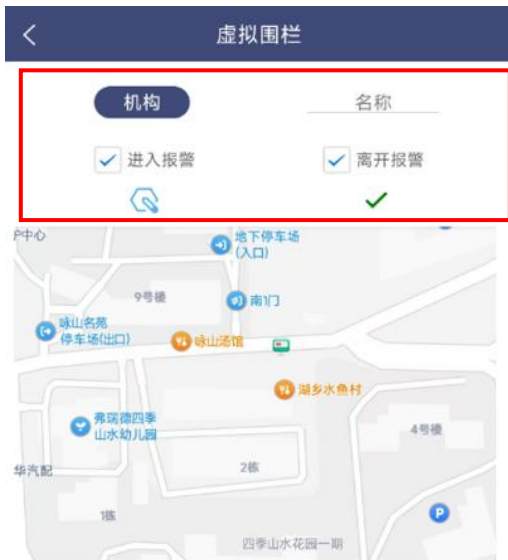 虚拟围栏
机构
名称
进入报警
离开报警
户中心
地下停车场
(入口)
9号楼
南1门
咏山名苑
停车场(出口)
咏山汤馆
湖乡水鱼村
弗瑞德四季
山水幼儿园
4号楼
华汽配
2栋
1栋
P
四季山水花园一期